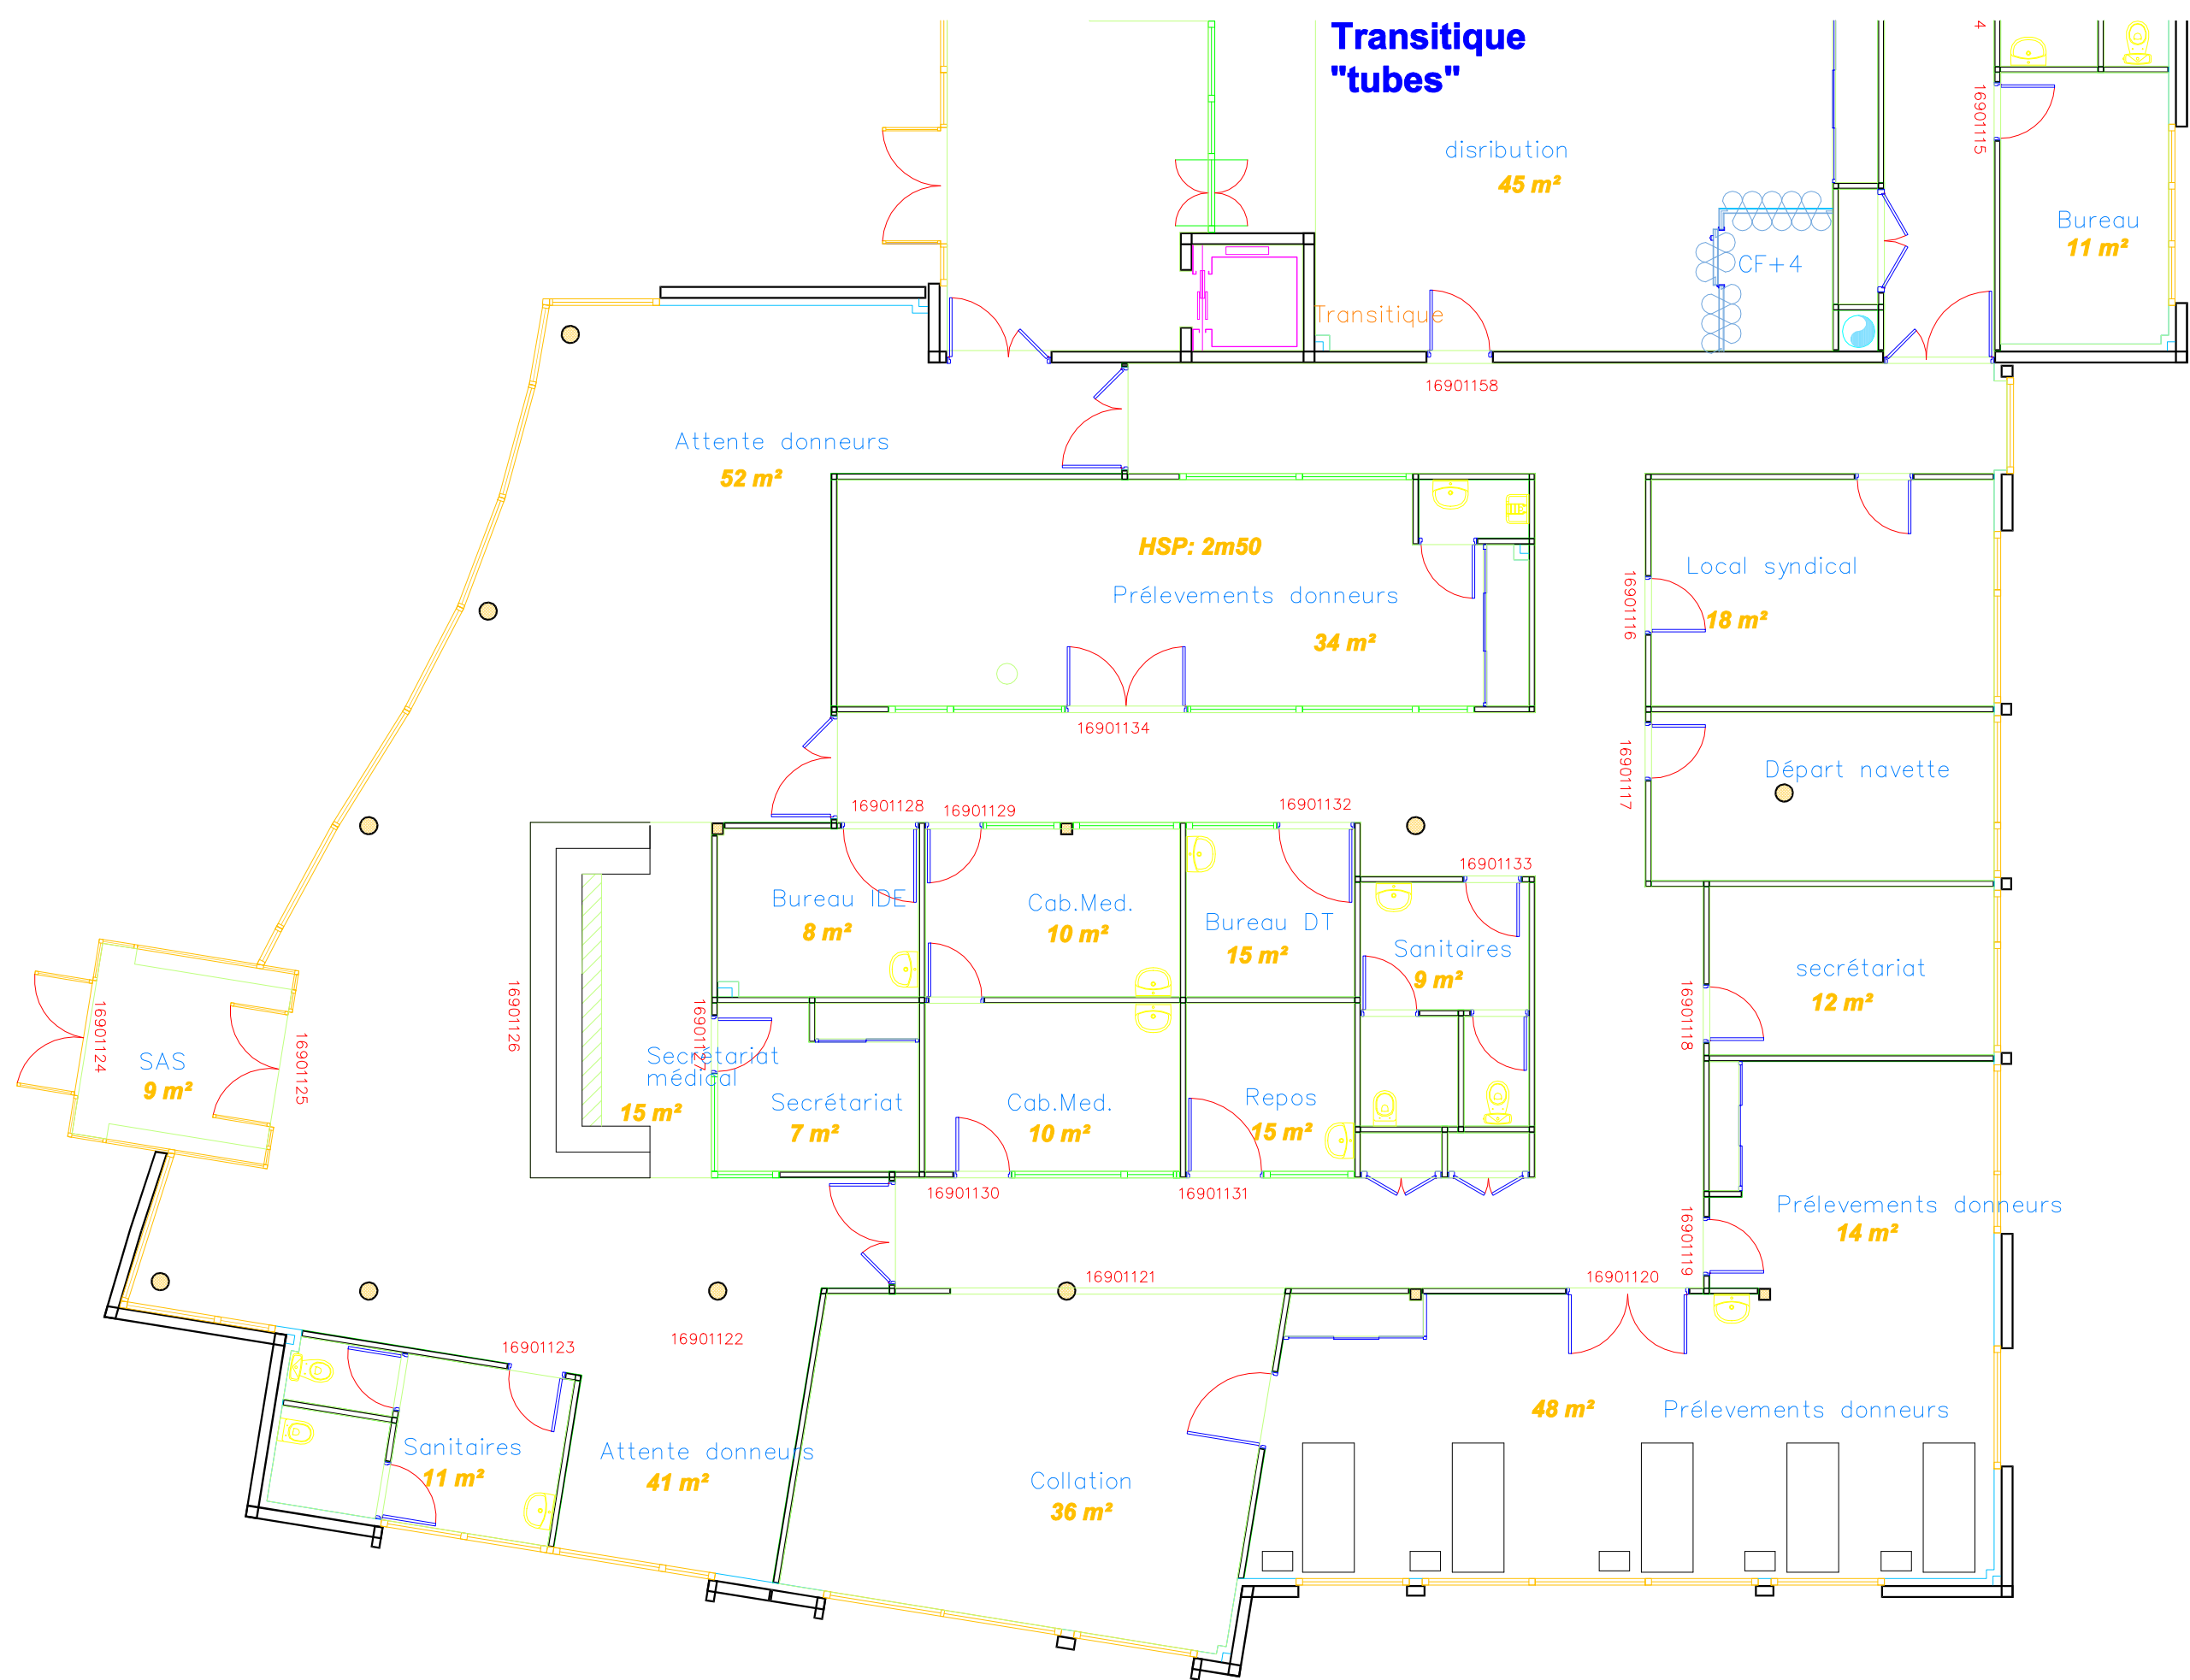 Transitique
"tubes"
4
16901115
disribution
45 m²
Bureau
11 m²
CF+4
Transitique
16901158
Attente donneurs
52 m²
HSP: 2m50
Prélevements donneurs
34 m²
Local syndical
18 m²
16901116
16901134
16901117
Départ navette
16901128
16901129
16901132
16901133
Bureau IDE
8 m²
Cab.Med.
10 m²
Bureau DT
15 m²
Sanitaires
9 m²
secrétariat
12 m²
16901118
16901124
16901125
16901126
16901127
SAS
9 m²
Secrétariat
médical
15 m²
Secrétariat
7 m²
Cab.Med.
10 m²
Repos
15 m²
16901130
16901131
Prélevements donneurs
14 m²
16901119
16901121
16901120
16901122
16901123
Sanitaires
11 m²
Attente donneurs
41 m²
Collation
36 m²
48 m²
Prélevements donneurs